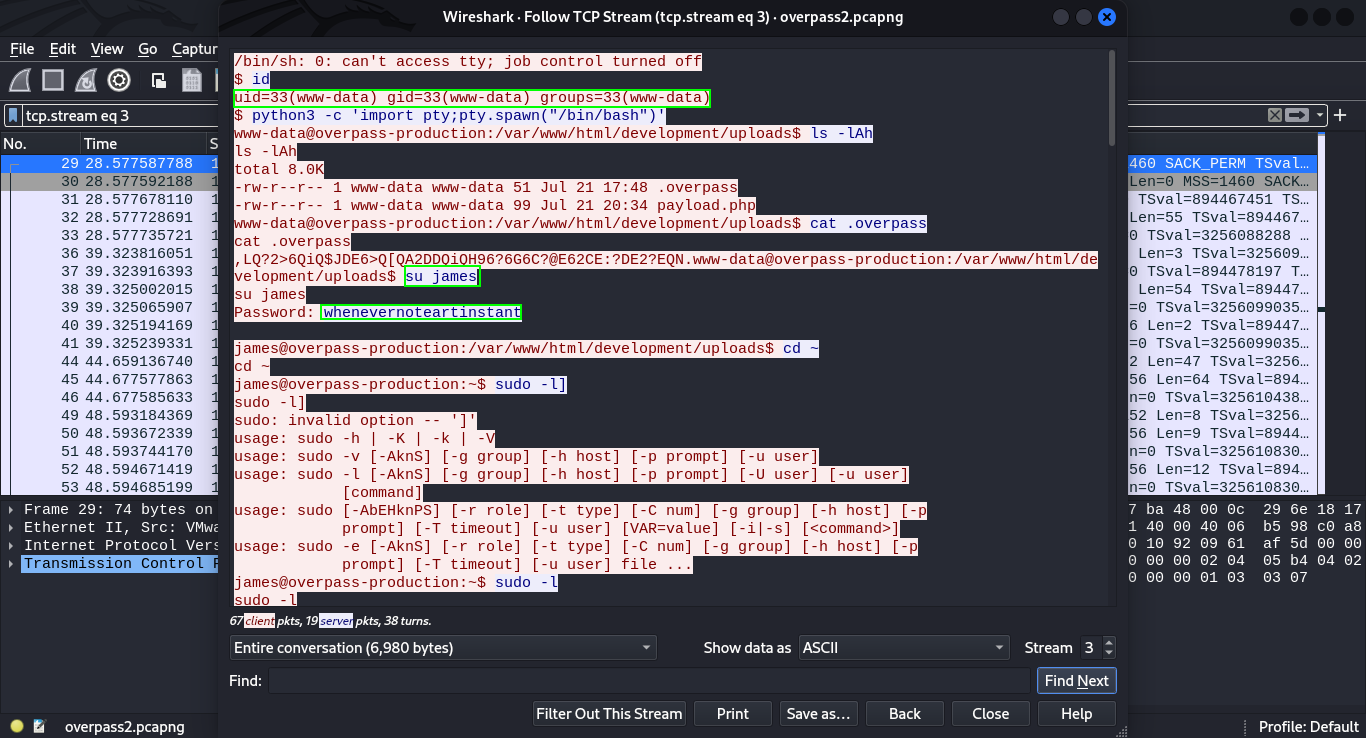 Wireshark · Follow TCP Stream (tcp.stream eq 3) · overpass2.pcapng
File Edit View Go Captur
tcp.stream eq 3
No. Time S
29 28.577587788 1
30 28.577592188 1
31 28.577678110 1
32 28.577728691 1
33 28.577735721 1
36 39.323816051 1
37 39.323916393 1
38 39.325002015 1
39 39.325065907 1
40 39.325194169 1
41 39.325239331 1
44 44.659136740 1
45 44.677577863 1
46 44.677585633 1
49 48.593184369 1
50 48.593672339 1
51 48.593744170 1
52 48.594671419 1
53 48.594685199 1
Frame 29: 74 bytes on
Ethernet II, Src: VMwa
Internet Protocol Vers
Transmission Control P
/bin/sh: 0: can't access tty; job control turned off
$ id
uid=33(www-data) gid=33(www-data) groups=33(www-data)
$ python3 -c 'import pty;pty.spawn("/bin/bash")'
www-data@overpass-production:/var/www/html/development/uploads$ ls -lAh
ls -lAh
total 8.0K
-rw-r--r-- 1 www-data www-data 51 Jul 21 17:48 .overpass
-rw-r--r-- 1 www-data www-data 99 Jul 21 20:34 payload.php
www-data@overpass-production:/var/www/html/development/uploads$ cat .overpass
cat .overpass
,LQ?2>6QiQ$JDE6>Q[QA2DDQiQH96?6G6C?@E62CE:?DE2?EQN.www-data@overpass-production:/var/www/html/de
velopment/uploads$ su james
su james
Password: whenevernoteartinstant
james@overpass-production:/var/www/html/development/uploads$ cd ~
cd ~
james@overpass-production:~$ sudo -l]
sudo -l]
sudo: invalid option -- ']'
usage: sudo -h | -K | -k | -V
usage: sudo -v [-AknS] [-g group] [-h host] [-p prompt] [-u user]
usage: sudo -l [-AknS] [-g group] [-h host] [-p prompt] [-U user] [-u user]
[command]
usage: sudo [-AbEHknPS] [-r role] [-t type] [-C num] [-g group] [-h host] [-p
prompt] [-T timeout] [-u user] [VAR=value] [-i|-s] [<command>]
usage: sudo -e [-AknS] [-r role] [-t type] [-C num] [-g group] [-h host] [-p
prompt] [-T timeout] [-u user] file ...
james@overpass-production:~$ sudo -l
sudo -l
67 client pkts, 19 server pkts, 38 turns.
Entire conversation (6,980 bytes) Show data as ASCII Stream 3
Find: Find Next
Filter Out This Stream Print Save as… Back Close Help
460 SACK_PERM TSval…
Len=0 MSS=1460 SACK…
TSval=894467451 TS…
Len=55 TSval=894467…
0 TSval=3256088288 …
Len=3 TSval=325609…
=0 TSval=894478197 T…
Len=54 TSval=89447…
=0 TSval=3256099035…
6 Len=2 TSval=89447…
=0 TSval=3256099035…
2 Len=47 TSval=3256…
56 Len=64 TSval=894…
n=0 TSval=325610438…
52 Len=8 TSval=3256…
56 Len=9 TSval=8944…
=0 TSval=325610830…
56 Len=12 TSval=894…
n=0 TSval=325610830…
7 ba 48 00 0c 29 6e 18 17
1 40 00 40 06 b5 98 c0 a8
0 10 92 09 61 af 5d 00 00
0 00 00 02 04 05 b4 04 02
0 00 00 01 03 03 07
overpass2.pcapng
Profile: Default